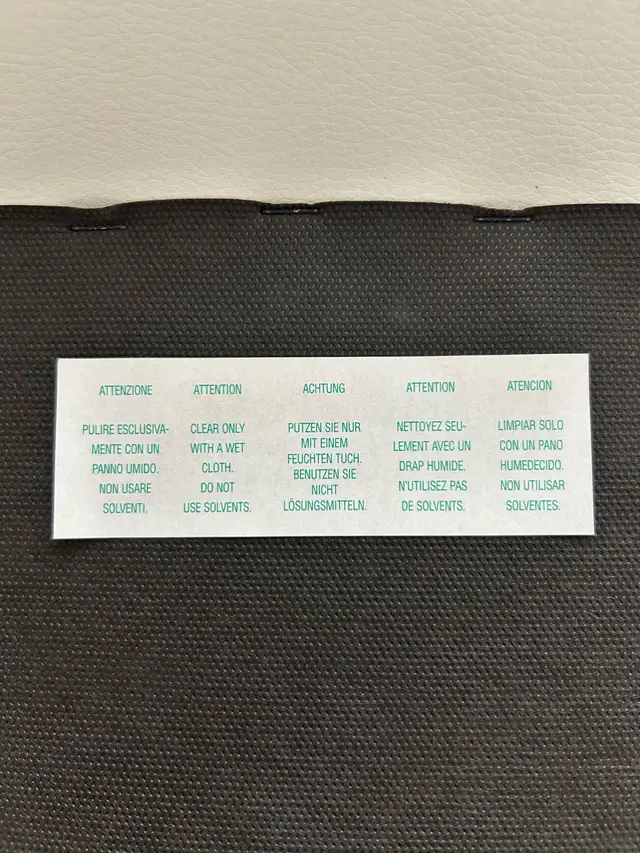 ATTENZIONE
PULIRE ESCLUSIVA-
MENTE CON UN
PANNO UMIDO.
NON USARE
SOLVENTI.
ATTENTION
CLEAR ONLY
WITH A WET
CLOTH.
DO NOT
USE SOLVENTS.
ACHTUNG
PUTZEN SIE NUR
MIT EINEM
FEUCHTEN TUCH.
BENUTZEN SIE
NICHT
LÖSUNGSMITTELN.
ATTENTION
NETTOYEZ SEU-
LEMENT AVEC UN
DRAP HUMIDE.
N'UTILISEZ PAS
DE SOLVENTS.
ATENCION
LIMPIAR SOLO
CON UN PANO
HUMEDECIDO.
NON UTILISAR
SOLVENTES.